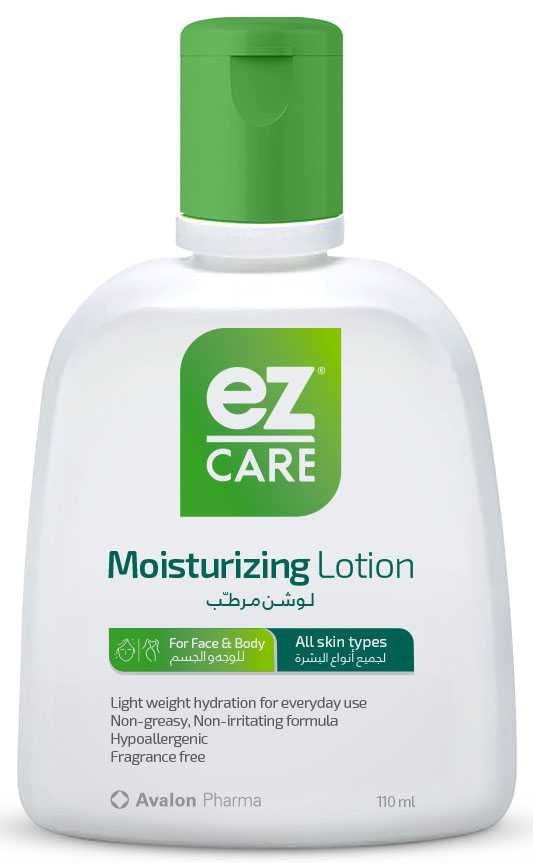 ez®
CARE
Moisturizing Lotion
لوشن مرطّب
For Face & Body
للوجه و الجسم
All skin types
لجميع أنواع البشرة
Light weight hydration for everyday use
Non-greasy, Non-irritating formula
Hypoallergenic
Fragrance free
Avalon Pharma
110 ml